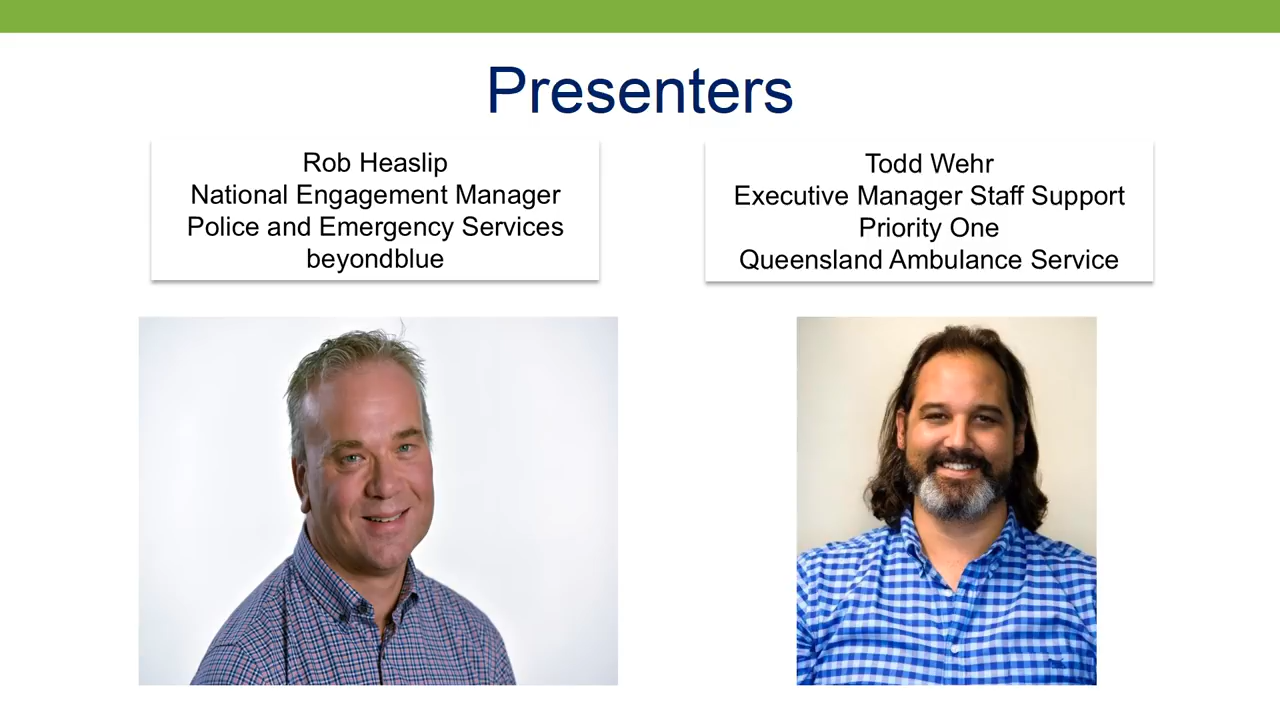 Presenters
Rob Heaslip
National Engagement Manager
Police and Emergency Services
beyondblue
Todd Wehr
Executive Manager Staff Support
Priority One
Queensland Ambulance Service